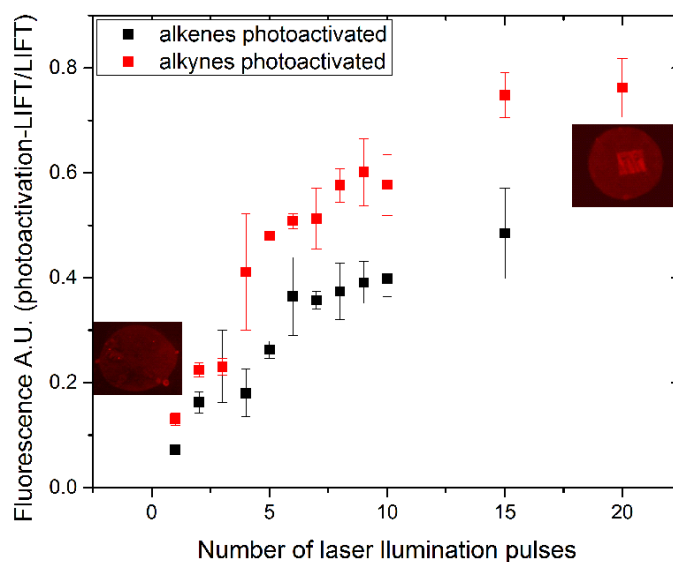 alkenes photoactivated
alkynes photoactivated
0.8
0.6
0.4
0.2
0.0
Fluorescence A.U. (photoactivation-LIFT/LIFT)
0 5 10 15 20
Number of laser Ilumination pulses